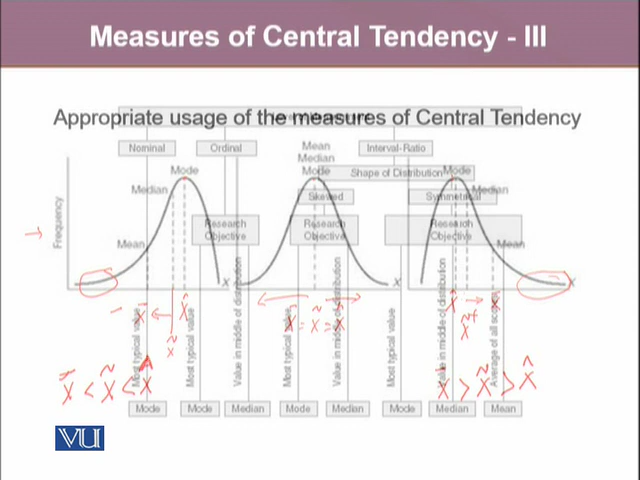 Measures of Central Tendency - III
Appropriate usage of the measures of Central Tendency
Nominal
Ordinal
Interval-Ratio
Mean
Median
Mode
Mode
Mode
Shape of Distribution
Median
Skewed
Symmetrical
Median
Frequency
Mean
Research Objective
Research Objective
Research Objective
Mean
X
X
X
Most typical value
Most typical value
Value in middle of distribution
Most typical value
Value in middle of distribution
Most typical value
Value in middle of distribution
Average of all scores
X̄ < X̃ < X̂
X̄ = X̃ = X̂
X̄ > X̃ > X̂
Mode
Mode
Median
Mode
Median
Mode
Median
Mean
VU